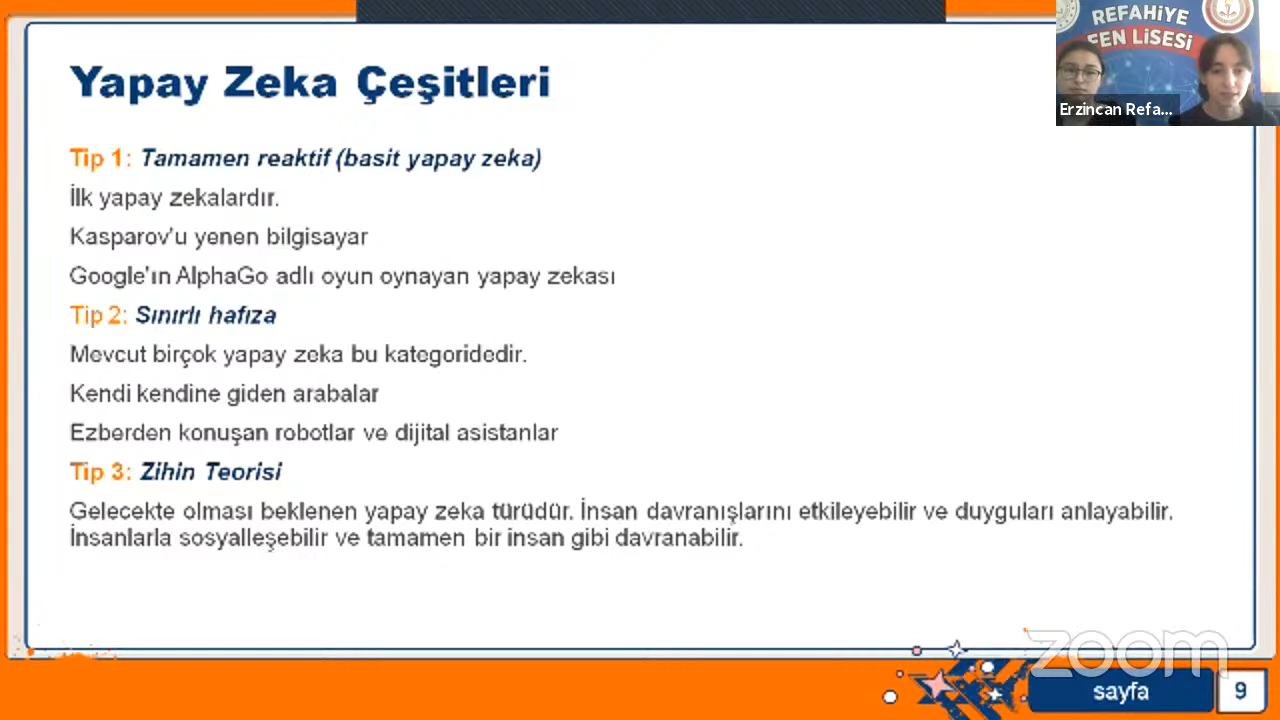 REFAHİYE
FEN LİSESİ
Erzincan Refa...
Yapay Zeka Çeşitleri
Tip 1: Tamamen reaktif (basit yapay zeka)
İlk yapay zekalardır.
Kasparov'u yenen bilgisayar
Google'ın AlphaGo adlı oyun oynayan yapay zekası
Tip 2: Sınırlı hafıza
Mevcut birçok yapay zeka bu kategoridedir.
Kendi kendine giden arabalar
Ezberden konuşan robotlar ve dijital asistanlar
Tip 3: Zihin Teorisi
Gelecekte olması beklenen yapay zeka türüdür. İnsan davranışlarını etkileyebilir ve duyguları anlayabilir.
İnsanlarla sosyalleşebilir ve tamamen bir insan gibi davranabilir.
zoom
sayfa
9